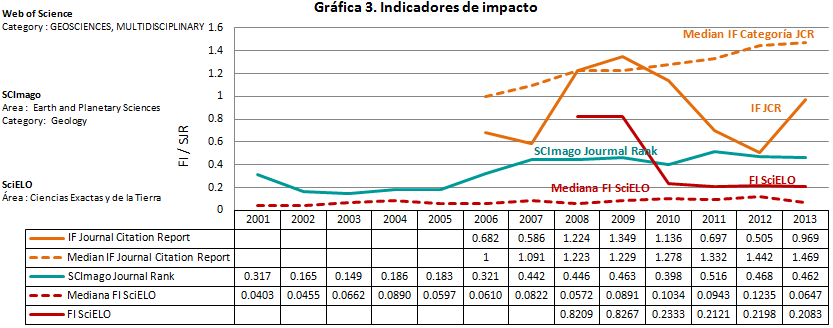 Gráfica 3. Indicadores de impacto
Web of Science
Category : GEOSCIENCES, MULTIDISCIPLINARY
SCImago
Area : Earth and Planetary Sciences
Category: Geology
SciELO
Área : Ciencias Exactas y de la Tierra
FI / SJR
1.6
1.4
1.2
1
0.8
0.6
0.4
0.2
0
Median IF Categoría JCR
IF JCR
SCImago Jourmal Rank
Mediana FI SciELO
FI SciELO
2001 2002 2003 2004 2005 2006 2007 2008 2009 2010 2011 2012 2013
IF Journal Citation Report 0.682 0.586 1.224 1.349 1.136 0.697 0.505 0.969
Median IF Journal Citation Report 1 1.091 1.223 1.229 1.278 1.332 1.442 1.469
SCImago Journal Rank 0.317 0.165 0.149 0.186 0.183 0.321 0.442 0.446 0.463 0.398 0.516 0.468 0.462
Mediana FI SciELO 0.0403 0.0455 0.0662 0.0890 0.0597 0.0610 0.0822 0.0572 0.0891 0.1034 0.0943 0.1235 0.0647
FI SciELO 0.8209 0.8267 0.2333 0.2121 0.2198 0.2083